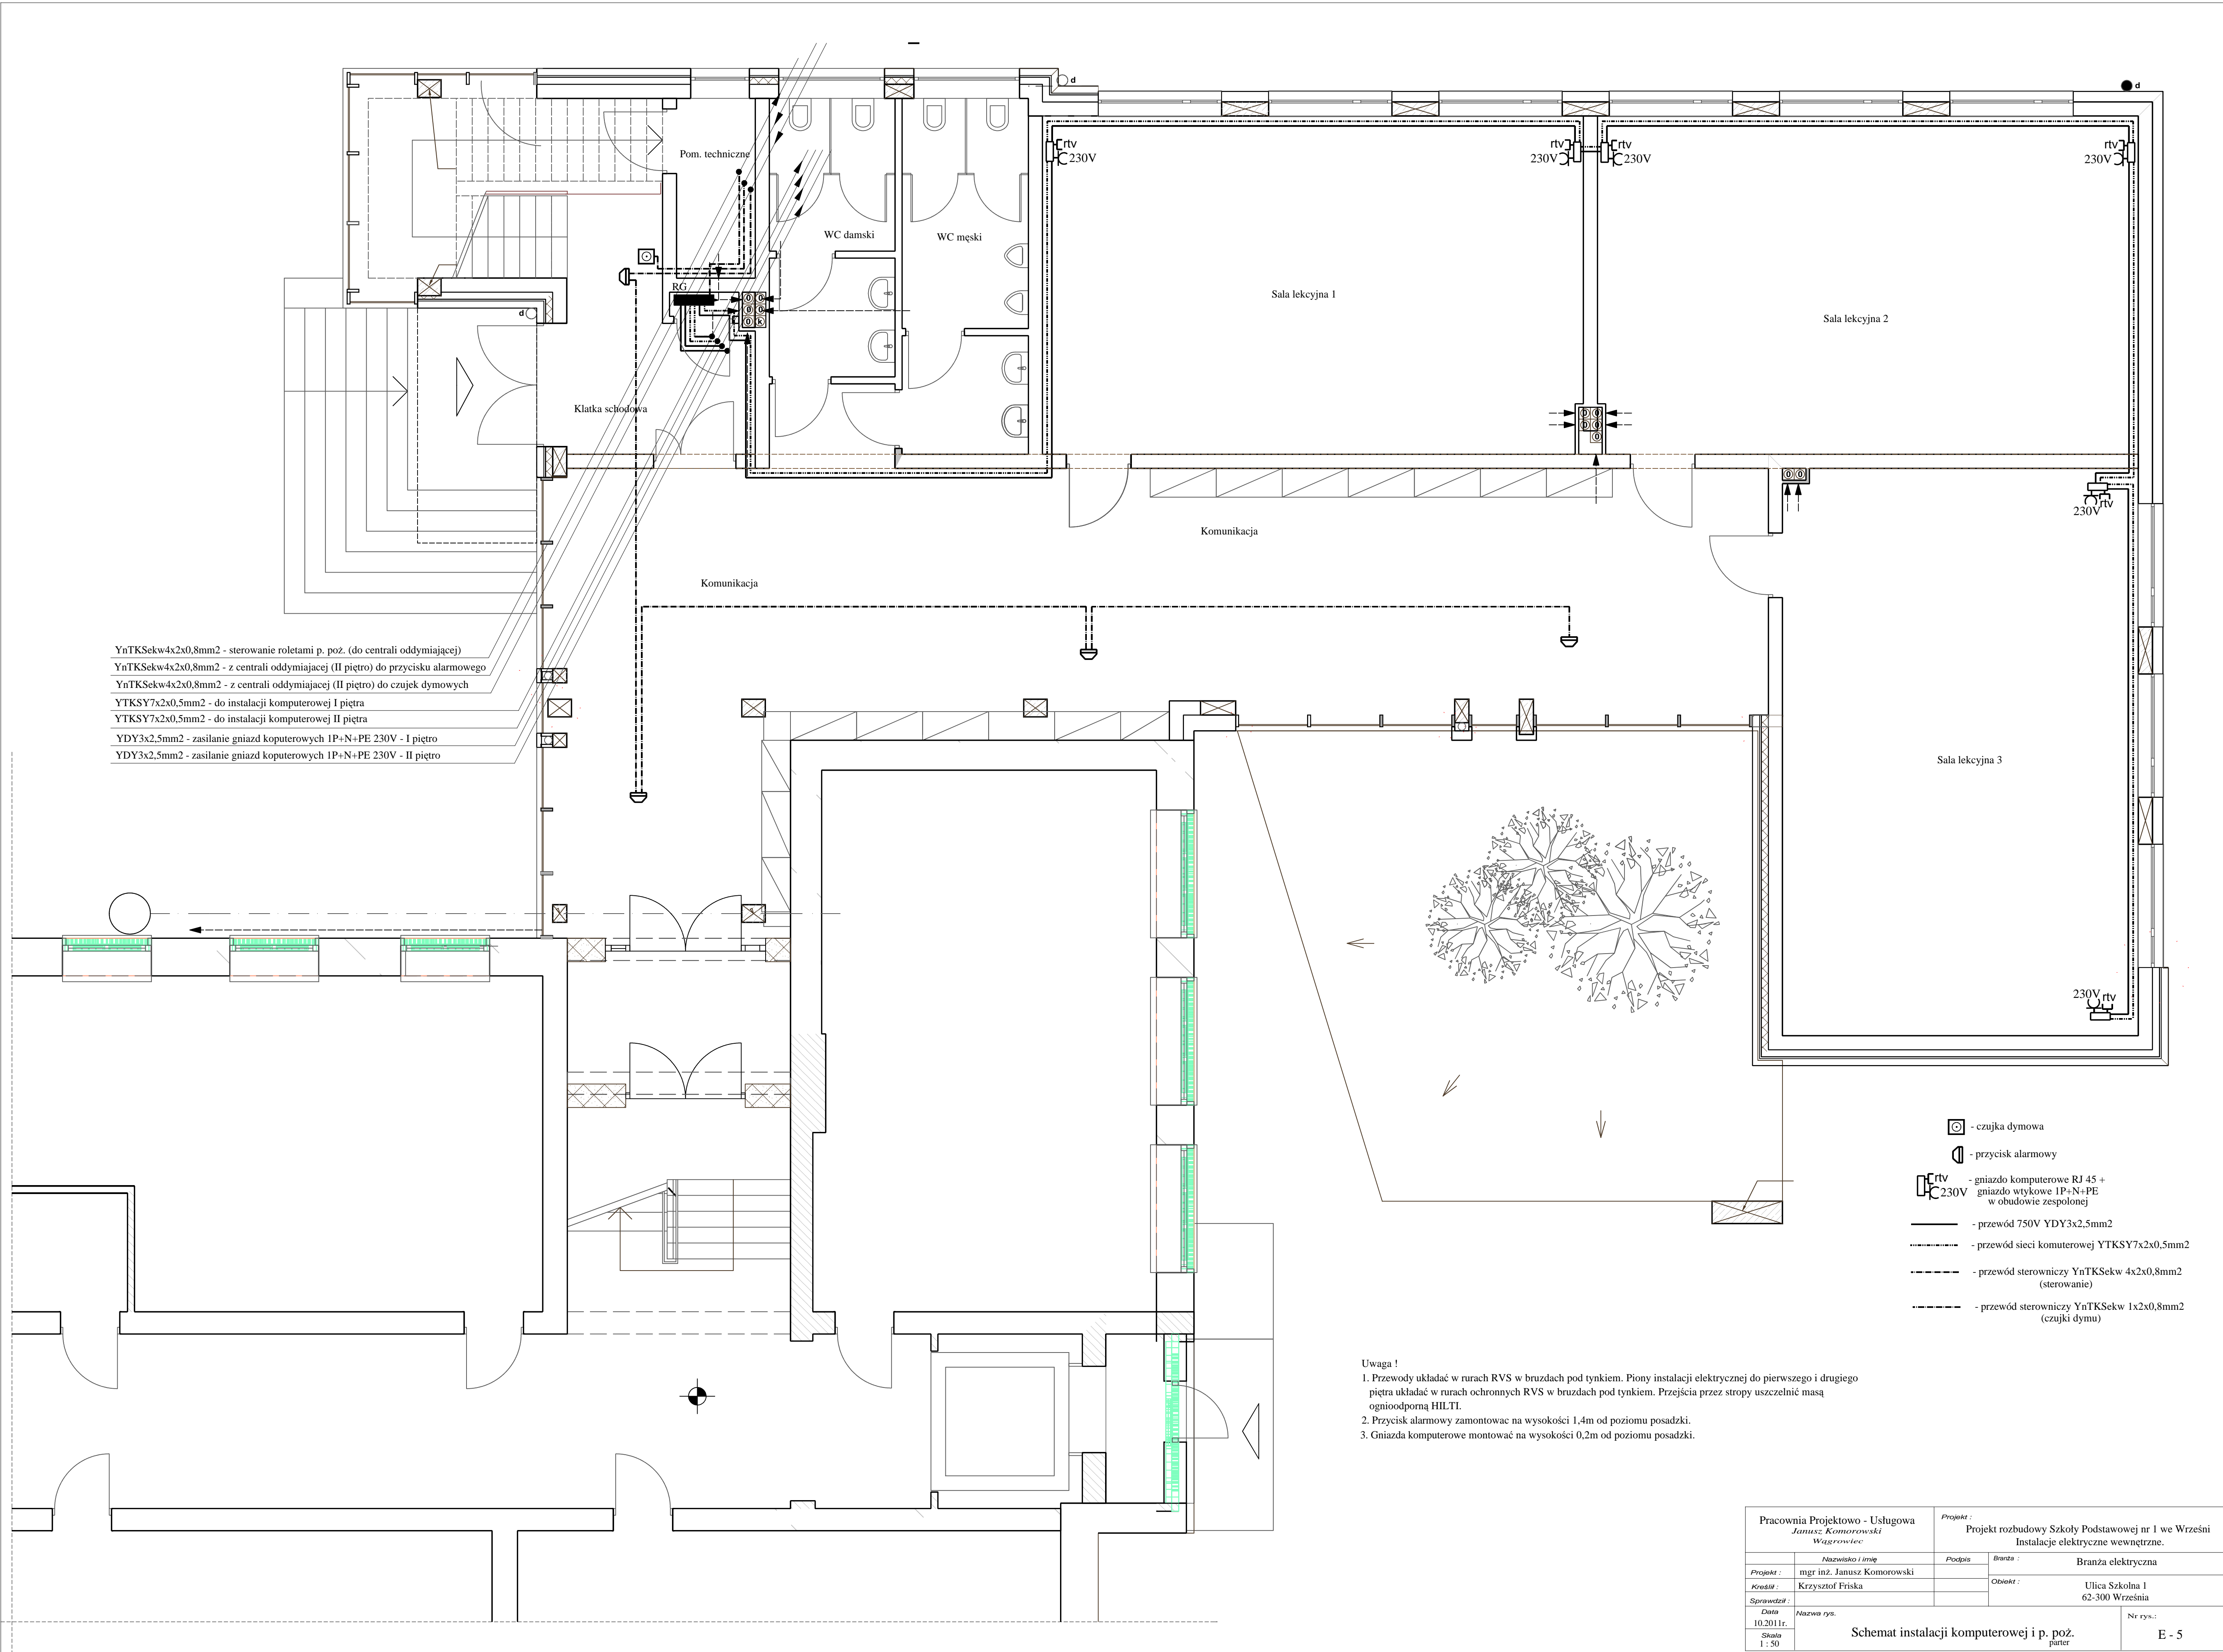 d
d
Pom. techniczne
rtv
230V
rtv
230V
rtv
230V
rtv
230V
WC damski
WC męski
RG
0 0
0 0
0 k
Sala lekcyjna 1
Sala lekcyjna 2
d
Klatka schodowa
0 0
0 0
0
0 0
230V
rtv
Komunikacja
Komunikacja
YnTKSekw4x2x0,8mm2 - sterowanie roletami p. poż. (do centrali oddymiającej)
YnTKSekw4x2x0,8mm2 - z centrali oddymiajacej (II piętro) do przycisku alarmowego
YnTKSekw4x2x0,8mm2 - z centrali oddymiajacej (II piętro) do czujek dymowych
YTKSY7x2x0,5mm2 - do instalacji komputerowej I piętra
YTKSY7x2x0,5mm2 - do instalacji komputerowej II piętra
YDY3x2,5mm2 - zasilanie gniazd koputerowych 1P+N+PE 230V - I piętro
YDY3x2,5mm2 - zasilanie gniazd koputerowych 1P+N+PE 230V - II piętro
Sala lekcyjna 3
230V
rtv
- czujka dymowa
- przycisk alarmowy
rtv
230V
- gniazdo komputerowe RJ 45 +
gniazdo wtykowe 1P+N+PE
w obudowie zespolonej
- przewód 750V YDY3x2,5mm2
- przewód sieci komuterowej YTKSY7x2x0,5mm2
- przewód sterowniczy YnTKSekw 4x2x0,8mm2
(sterowanie)
- przewód sterowniczy YnTKSekw 1x2x0,8mm2
(czujki dymu)
Uwaga !
1. Przewody układać w rurach RVS w bruzdach pod tynkiem. Piony instalacji elektrycznej do pierwszego i drugiego
piętra układać w rurach ochronnych RVS w bruzdach pod tynkiem. Przejścia przez stropy uszczelnić masą
ognioodporną HILTI.
2. Przycisk alarmowy zamontowac na wysokości 1,4m od poziomu posadzki.
3. Gniazda komputerowe montować na wysokości 0,2m od poziomu posadzki.
Pracownia Projektowo - Usługowa
Janusz Komorowski
Wągrowiec
Projekt :
Projekt rozbudowy Szkoły Podstawowej nr 1 we Wrześni
Instalacje elektryczne wewnętrzne.
Nazwisko i imię
Podpis
Branża :
Branża elektryczna
Projekt :
mgr inż. Janusz Komorowski
Kreślił :
Krzysztof Friska
Obiekt :
Ulica Szkolna 1
62-300 Września
Sprawdził :
Data
10.2011r.
Nazwa rys.
Schemat instalacji komputerowej i p. poż.
parter
Nr rys.:
E - 5
Skala
1 : 50